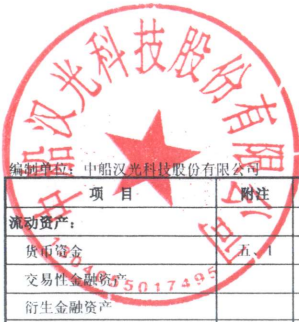 中船汉光科技股份有限公司
编制单位：中船汉光科技股份有限公司
项 目 附注
流动资产：
货币资金 五、1
交易性金融资产
衍生金融资产